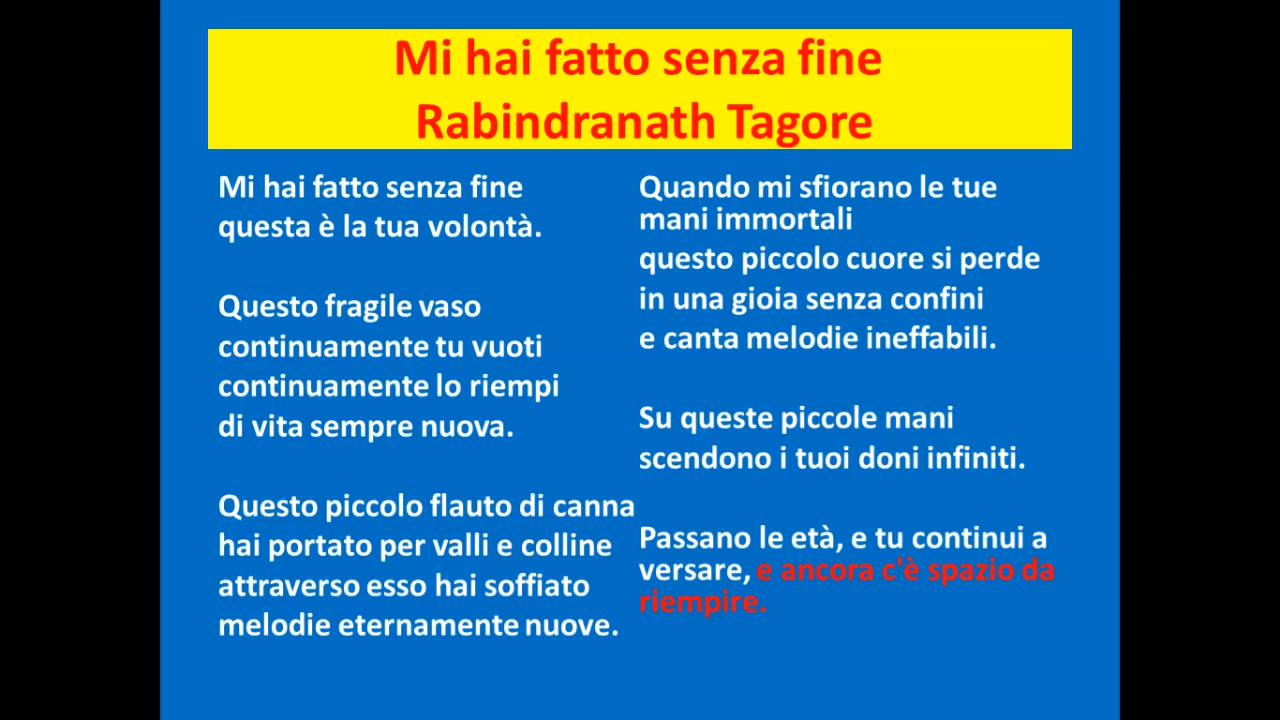 Mi hai fatto senza fine
Rabindranath Tagore
Mi hai fatto senza fine
questa è la tua volontà.
Questo fragile vaso
continuamente tu vuoti
continuamente lo riempi
di vita sempre nuova.
Questo piccolo flauto di canna
hai portato per valli e colline
attraverso esso hai soffiato
melodie eternamente nuove.
Quando mi sfiorano le tue
mani immortali
questo piccolo cuore si perde
in una gioia senza confini
e canta melodie ineffabili.
Su queste piccole mani
scendono i tuoi doni infiniti.
Passano le età, e tu continui a
versare, e ancora c'è spazio da
riempire.